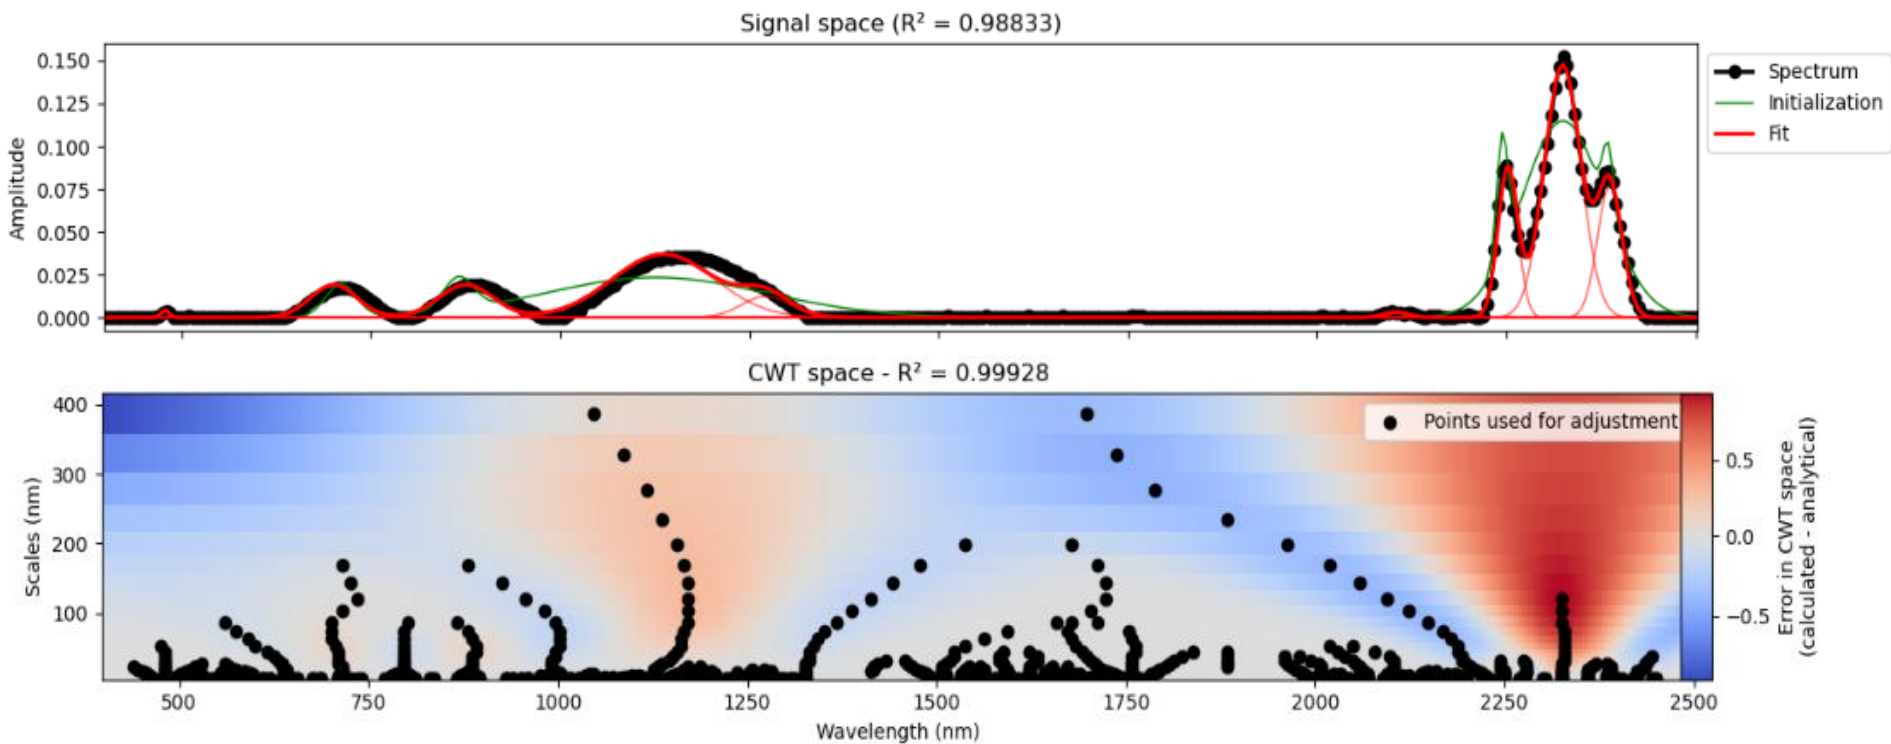 Signal space (R² = 0.98833)
0.150
0.125
0.100
0.075
0.050
0.025
0.000
Amplitude
Spectrum
Initialization
Fit
CWT space - R² = 0.99928
400
300
200
100
Scales (nm)
Points used for adjustment
0.5
0.0
−0.5
Error in CWT space
(calculated - analytical)
500 750 1000 1250 1500 1750 2000 2250 2500
Wavelength (nm)